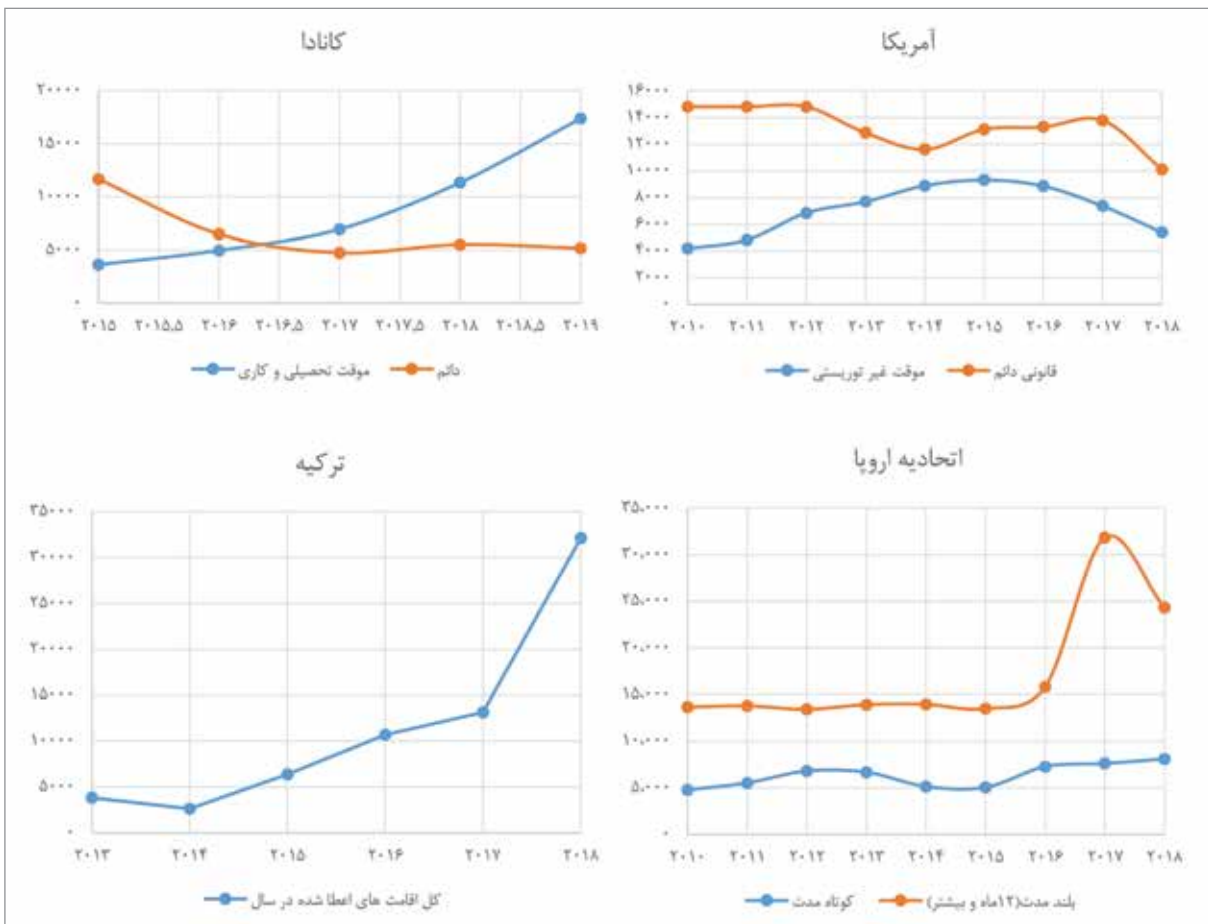 کانادا
۲۰۰۰۰
۱۵۰۰۰
۱۰۰۰۰
۵۰۰۰
۰
۲۰۱۵ ۲۰۱۵,۵ ۲۰۱۶ ۲۰۱۶,۵ ۲۰۱۷ ۲۰۱۷,۵ ۲۰۱۸ ۲۰۱۸,۵ ۲۰۱۹
موقت تحصیلی و کاری دائم
آمریکا
۱۶۰۰۰
۱۴۰۰۰
۱۲۰۰۰
۱۰۰۰۰
۸۰۰۰
۶۰۰۰
۴۰۰۰
۲۰۰۰
۰
۲۰۱۰ ۲۰۱۱ ۲۰۱۲ ۲۰۱۳ ۲۰۱۴ ۲۰۱۵ ۲۰۱۶ ۲۰۱۷ ۲۰۱۸
موقت غیر توریستی قانونی دائم
ترکیه
۳۵۰۰۰
۳۰۰۰۰
۲۵۰۰۰
۲۰۰۰۰
۱۵۰۰۰
۱۰۰۰۰
۵۰۰۰
۰
۲۰۱۳ ۲۰۱۴ ۲۰۱۵ ۲۰۱۶ ۲۰۱۷ ۲۰۱۸
کل اقامت های اعطا شده در سال
اتحادیه اروپا
۳۵,۰۰۰
۳۰,۰۰۰
۲۵,۰۰۰
۲۰,۰۰۰
۱۵,۰۰۰
۱۰,۰۰۰
۵,۰۰۰
۰
۲۰۱۰ ۲۰۱۱ ۲۰۱۲ ۲۰۱۳ ۲۰۱۴ ۲۰۱۵ ۲۰۱۶ ۲۰۱۷ ۲۰۱۸
کوتاه مدت بلند مدت(۱۲ماه و بیشتر)